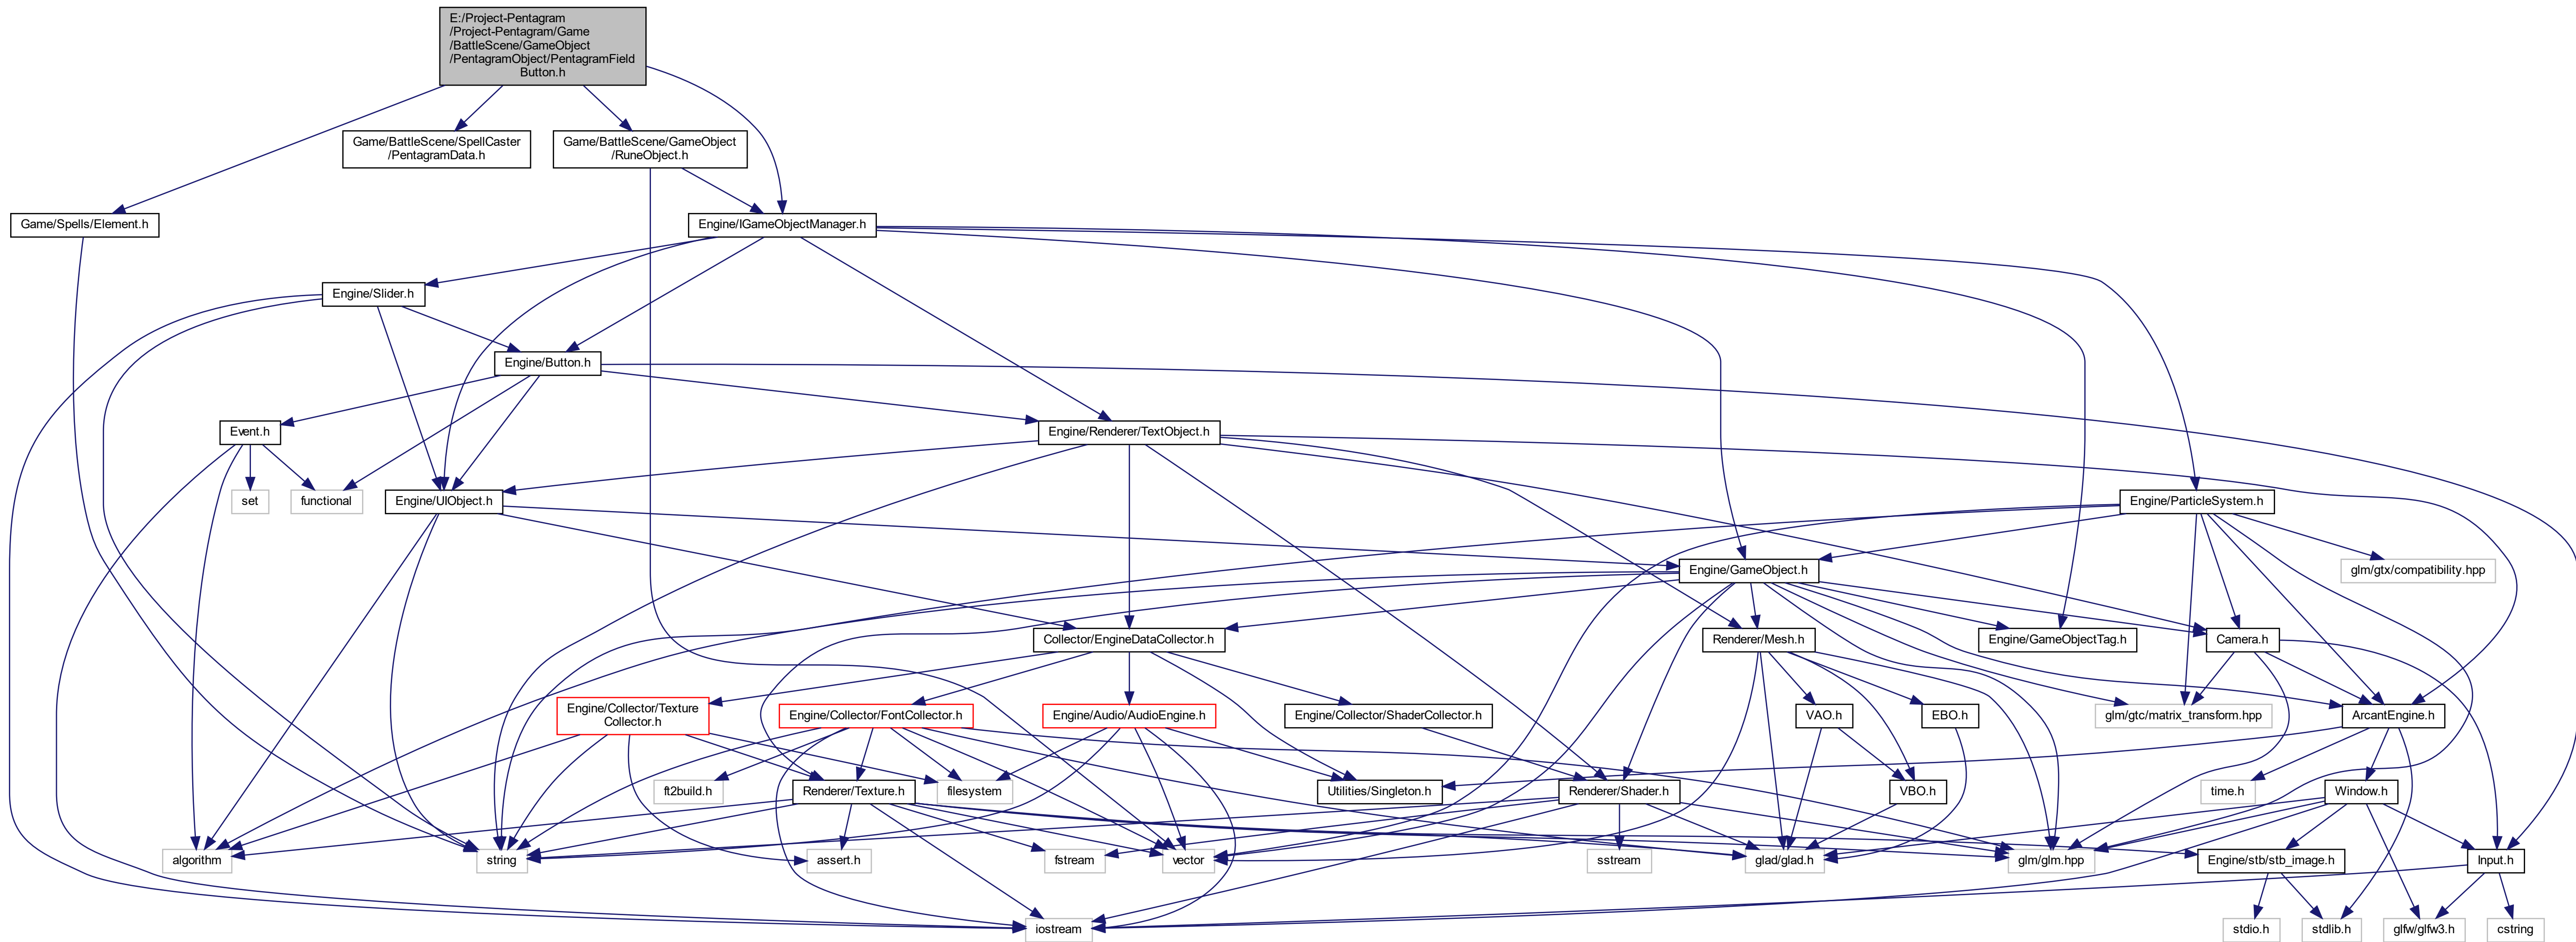 E:/Project-Pentagram
/Project-Pentagram/Game
/BattleScene/GameObject
/PentagramObject/PentagramField
Button.h
Game/BattleScene/SpellCaster
/PentagramData.h
Game/BattleScene/GameObject
/RuneObject.h
Game/Spells/Element.h
Engine/IGameObjectManager.h
Engine/Slider.h
Engine/Button.h
Event.h
Engine/Renderer/TextObject.h
set
functional
Engine/UIObject.h
Engine/ParticleSystem.h
Engine/GameObject.h
glm/gtx/compatibility.hpp
Collector/EngineDataCollector.h
Renderer/Mesh.h
Engine/GameObjectTag.h
Camera.h
Engine/Collector/Texture
Collector.h
Engine/Collector/FontCollector.h
Engine/Audio/AudioEngine.h
Engine/Collector/ShaderCollector.h
VAO.h
EBO.h
glm/gtc/matrix_transform.hpp
ArcantEngine.h
ft2build.h
Renderer/Texture.h
filesystem
Utilities/Singleton.h
Renderer/Shader.h
VBO.h
time.h
Window.h
algorithm
string
assert.h
fstream
vector
sstream
glad/glad.h
glm/glm.hpp
Engine/stb/stb_image.h
Input.h
iostream
stdio.h
stdlib.h
glfw/glfw3.h
cstring